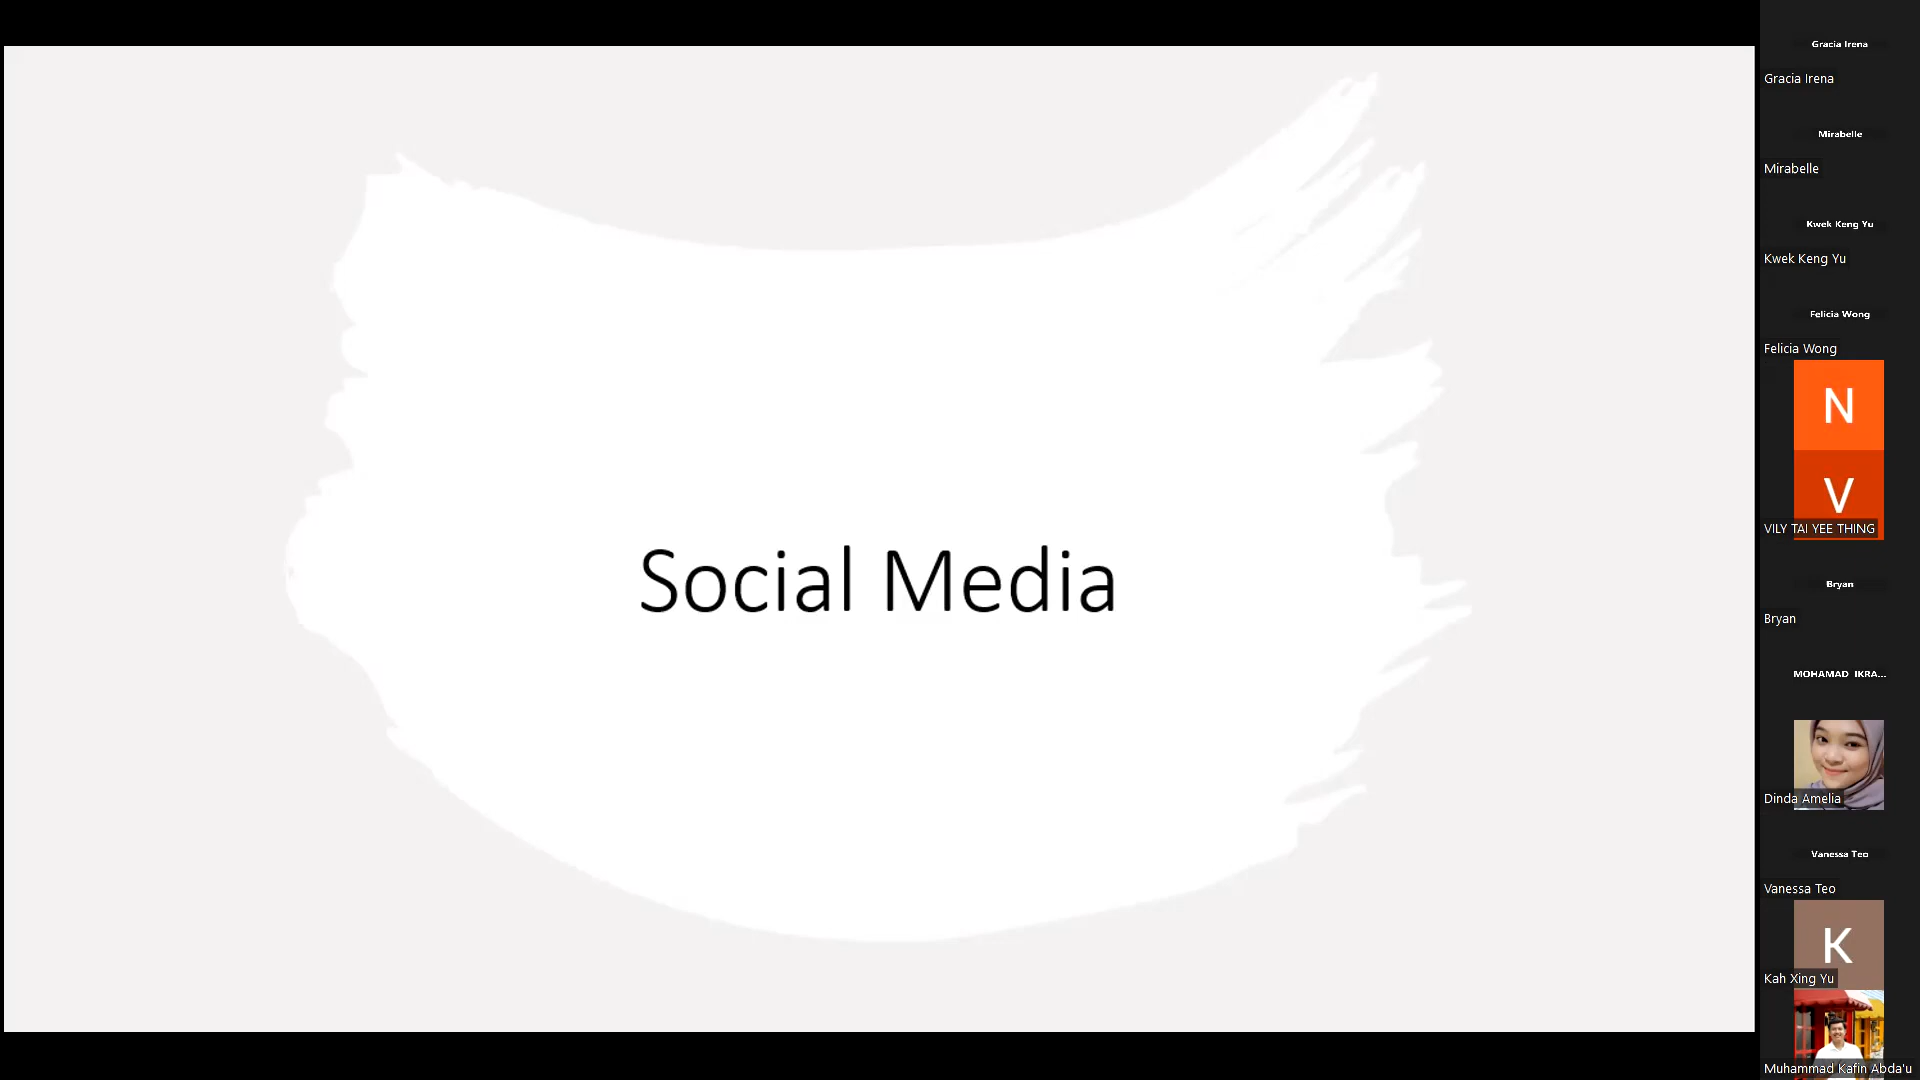 Social Media
Gracia Irena
Gracia Irena
Mirabelle
Mirabelle
Kwek Keng Yu
Kwek Keng Yu
Felicia Wong
Felicia Wong
N
V
VILY TAI YEE THING
Bryan
Bryan
MOHAMAD IKRA...
Dinda Amelia
Vanessa Teo
Vanessa Teo
K
Kah Xing Yu
Muhammad Kafin Abda'u